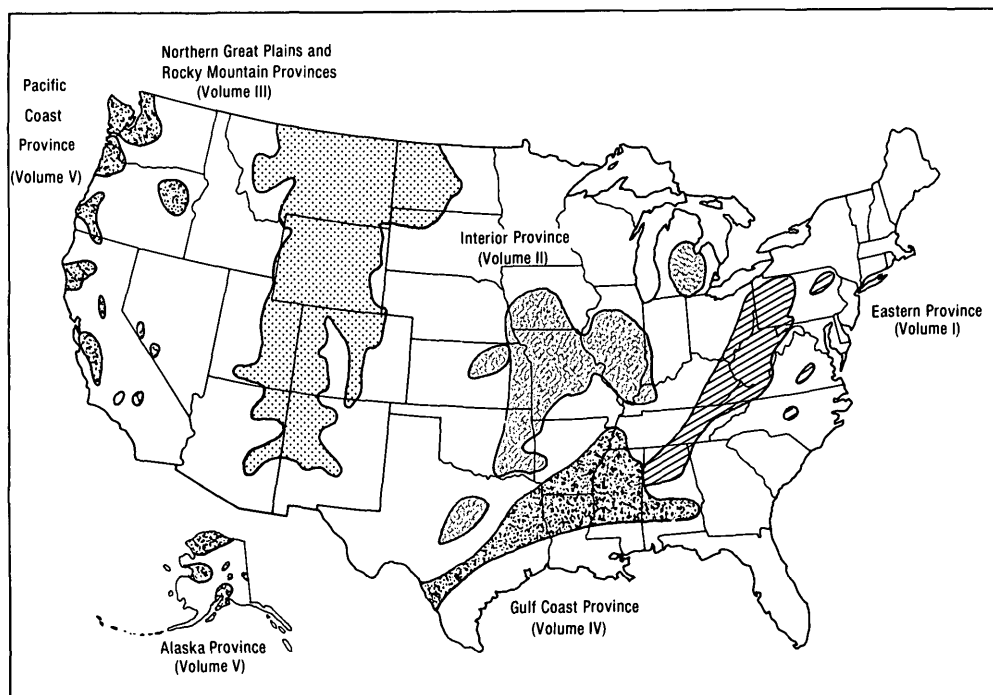 Northern Great Plains and
Rocky Mountain Provinces
(Volume III)
Pacific
Coast
Province
(Volume V)
Interior Province
(Volume II)
Eastern Province
(Volume I)
Gulf Coast Province
(Volume IV)
Alaska Province
(Volume V)